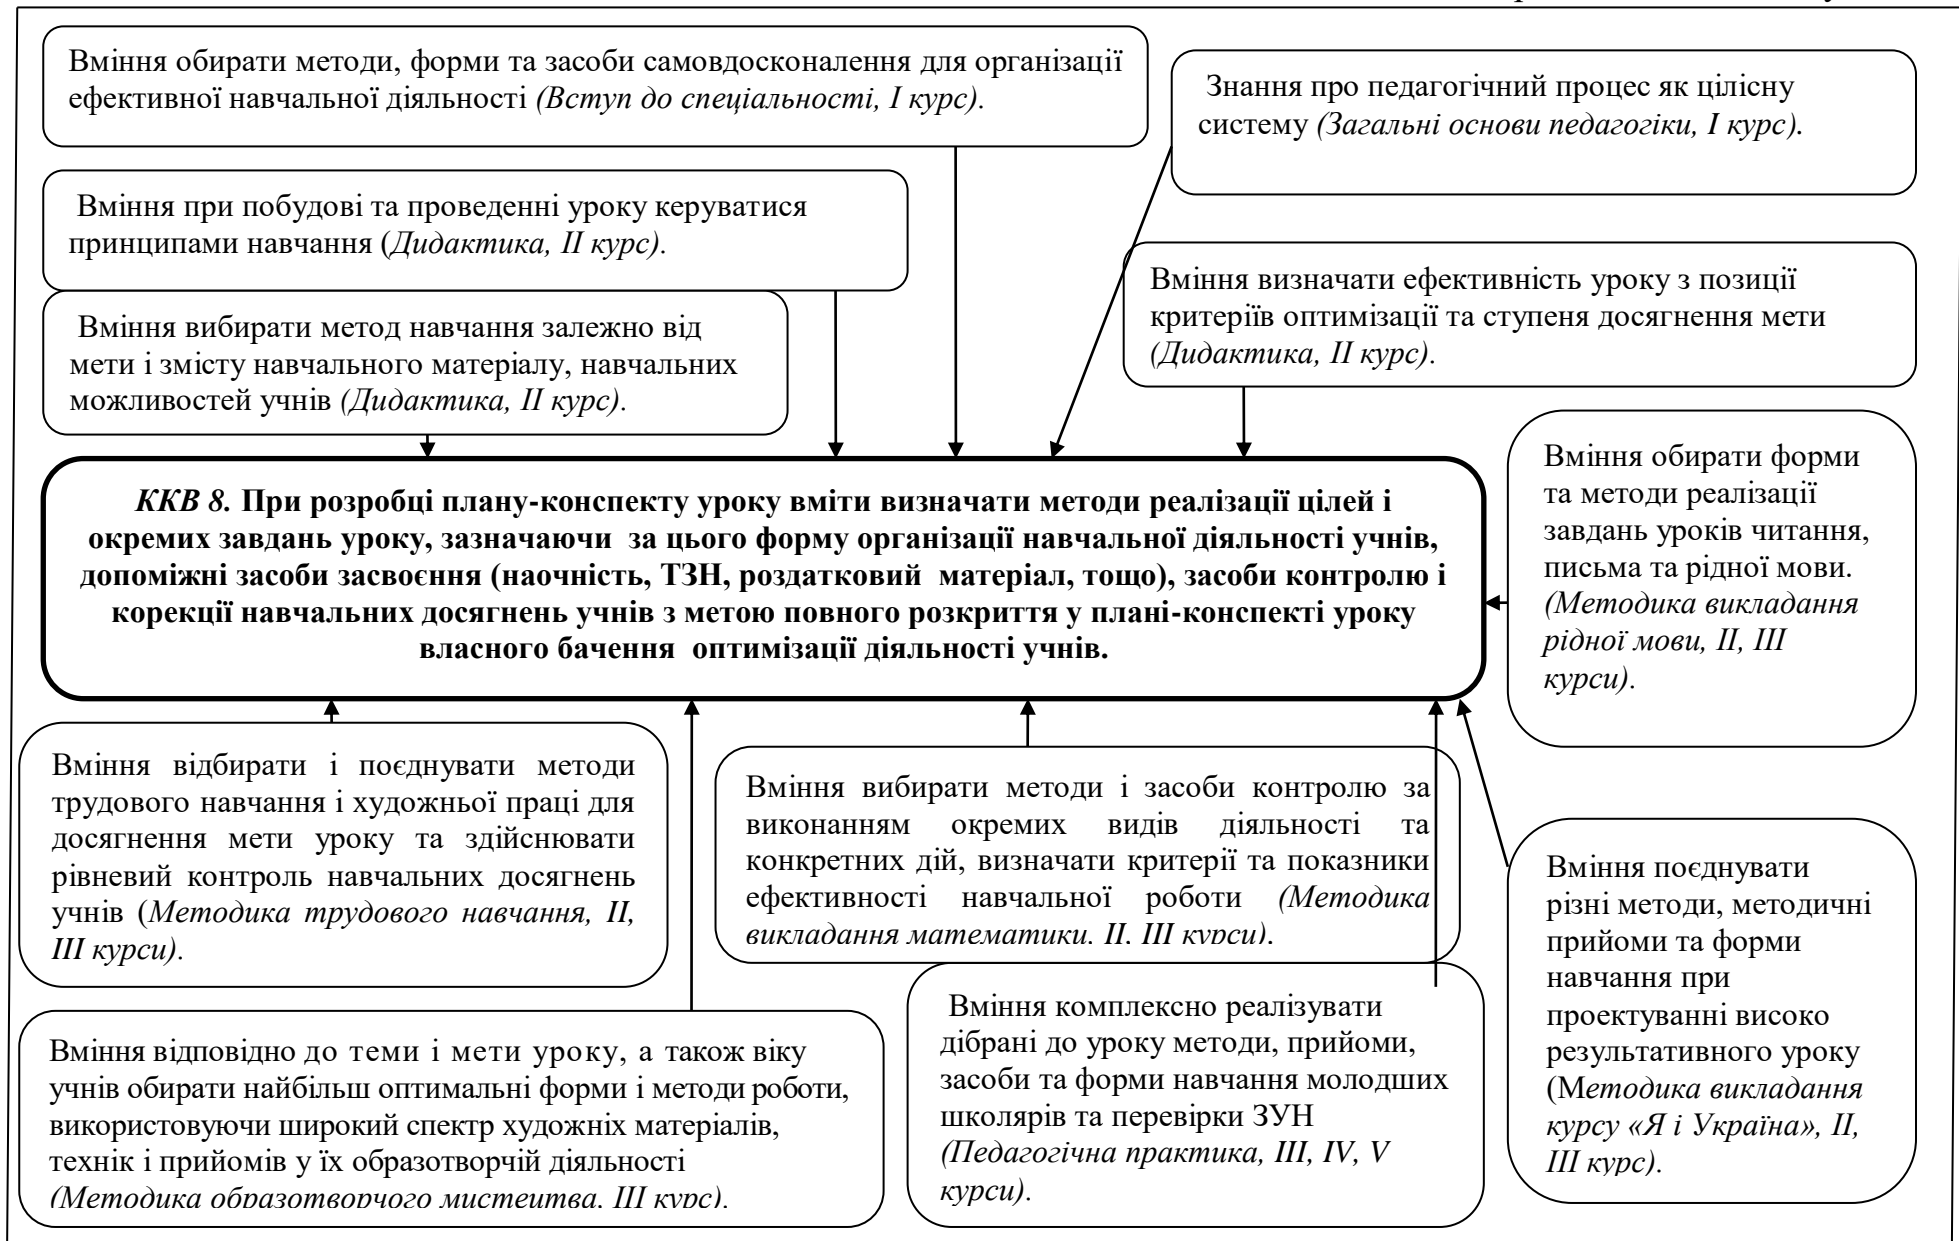 Вміння обирати методи, форми та засоби самовдосконалення для організації
ефективної навчальної діяльності (Вступ до спеціальності, І курс).
Знання про педагогічний процес як цілісну
систему (Загальні основи педагогіки, І курс).
Вміння при побудові та проведенні уроку керуватися
принципами навчання (Дидактика, ІІ курс).
Вміння визначати ефективність уроку з позиції
критеріїв оптимізації та ступеня досягнення мети
(Дидактика, ІІ курс).
Вміння вибирати метод навчання залежно від
мети і змісту навчального матеріалу, навчальних
можливостей учнів (Дидактика, ІІ курс).
ККВ 8. При розробці плану-конспекту уроку вміти визначати методи реалізації цілей і
окремих завдань уроку, зазначаючи за цього форму організації навчальної діяльності учнів,
допоміжні засоби засвоєння (наочність, ТЗН, роздатковий матеріал, тощо), засоби контролю і
корекції навчальних досягнень учнів з метою повного розкриття у плані-конспекті уроку
власного бачення оптимізації діяльності учнів.
Вміння обирати форми
та методи реалізації
завдань уроків читання,
письма та рідної мови.
(Методика викладання
рідної мови, ІІ, ІІІ
курси).
Вміння відбирати і поєднувати методи
трудового навчання і художньої праці для
досягнення мети уроку та здійснювати
рівневий контроль навчальних досягнень
учнів (Методика трудового навчання, ІІ,
ІІІ курси).
Вміння вибирати методи і засоби контролю за
виконанням окремих видів діяльності та
конкретних дій, визначати критерії та показники
ефективності навчальної роботи (Методика
викладання математики. ІІ. ІІІ курси).
Вміння поєднувати
різні методи, методичні
прийоми та форми
навчання при
проектуванні високо
результативного уроку
(Методика викладання
курсу «Я і Україна», ІІ,
ІІІ курс).
Вміння відповідно до теми і мети уроку, а також віку
учнів обирати найбільш оптимальні форми і методи роботи,
використовуючи широкий спектр художніх матеріалів,
технік і прийомів у їх образотворчій діяльності
(Методика образотворчого мистецтва. ІІІ курс).
Вміння комплексно реалізувати
дібрані до уроку методи, прийоми,
засоби та форми навчання молодших
школярів та перевірки ЗУН
(Педагогічна практика, ІІІ, ІV, V
курси).